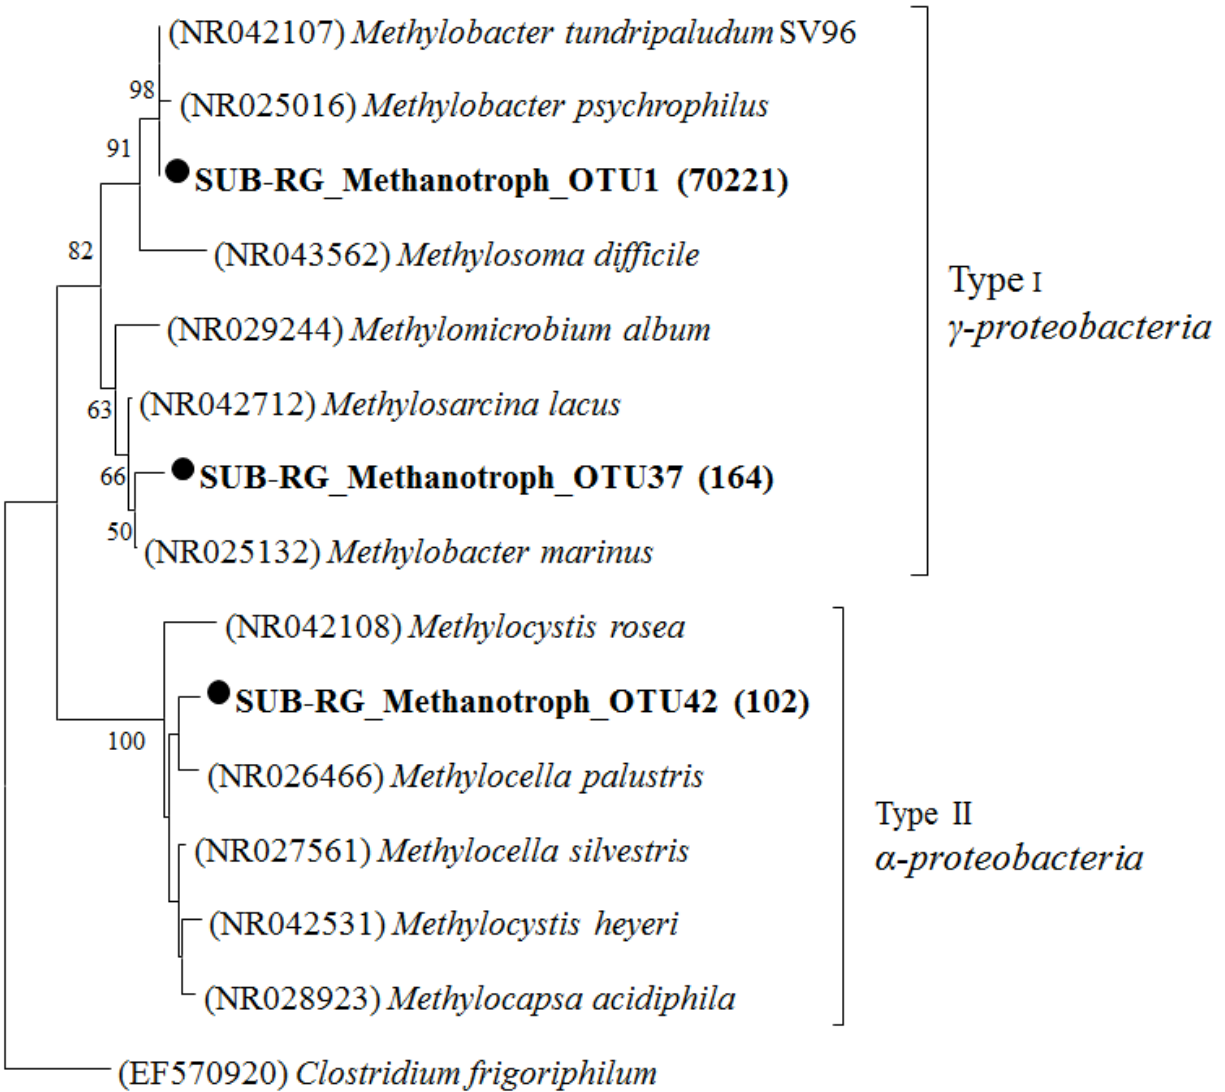 (NR042107) Methylobacter tundripaludum SV96
98
(NR025016) Methylobacter psychrophilus
91
SUB-RG_Methanotroph_OTU1 (70221)
82
(NR043562) Methylosoma difficile
Type I
γ-proteobacteria
(NR029244) Methylomicrobium album
63
(NR042712) Methylosarcina lacus
66
SUB-RG_Methanotroph_OTU37 (164)
50
(NR025132) Methylobacter marinus
(NR042108) Methylocystis rosea
SUB-RG_Methanotroph_OTU42 (102)
100
(NR026466) Methylocella palustris
Type II
α-proteobacteria
(NR027561) Methylocella silvestris
(NR042531) Methylocystis heyeri
(NR028923) Methylocapsa acidiphila
(EF570920) Clostridium frigoriphilum